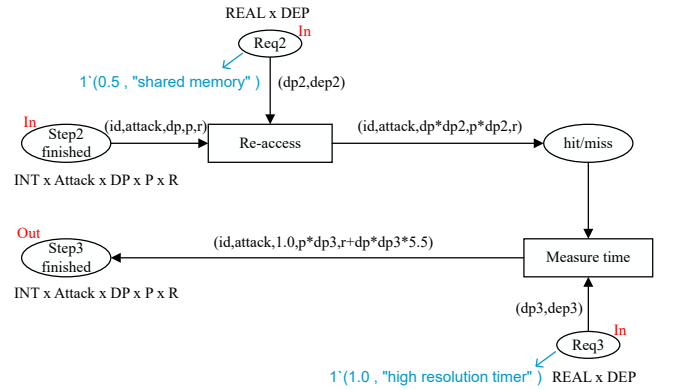 REAL x DEP
In
Req2
1`(0.5 , "shared memory" )
(dp2,dep2)
In
Step2
finished
(id,attack,dp,p,r)
Re-access
(id,attack,dp*dp2,p*dp2,r)
hit/miss
INT x Attack x DP x P x R
Out
Step3
finished
(id,attack,1.0,p*dp3,r+dp*dp3*5.5)
Measure time
INT x Attack x DP x P x R
(dp3,dep3)
In
Req3
1`(1.0 , "high resolution timer" )
REAL x DEP